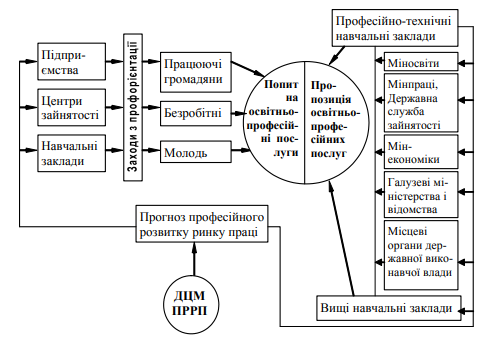 Професійно-технічні
навчальні заклади
Підпри-
ємства
Центри
зайнятості
Навчальні
заклади
Заходи з профорієнтації
Працюючі
громадяни
Безробітні
Молодь
Попит
на
освітньо-
професій-
ні послуги
Про-
позиція
освітньо-
профе-
сійних
послуг
Міносвіти
Мінпраці,
Державна
служба
зайнятості
Мін-
економіки
Галузеві мі-
ністерства і
відомства
Місцеві
органи дер-
жавної вико-
навчої влади
Вищі навчальні заклади
Прогноз професійного
розвитку ринку праці
ДЦМ
ПРРП